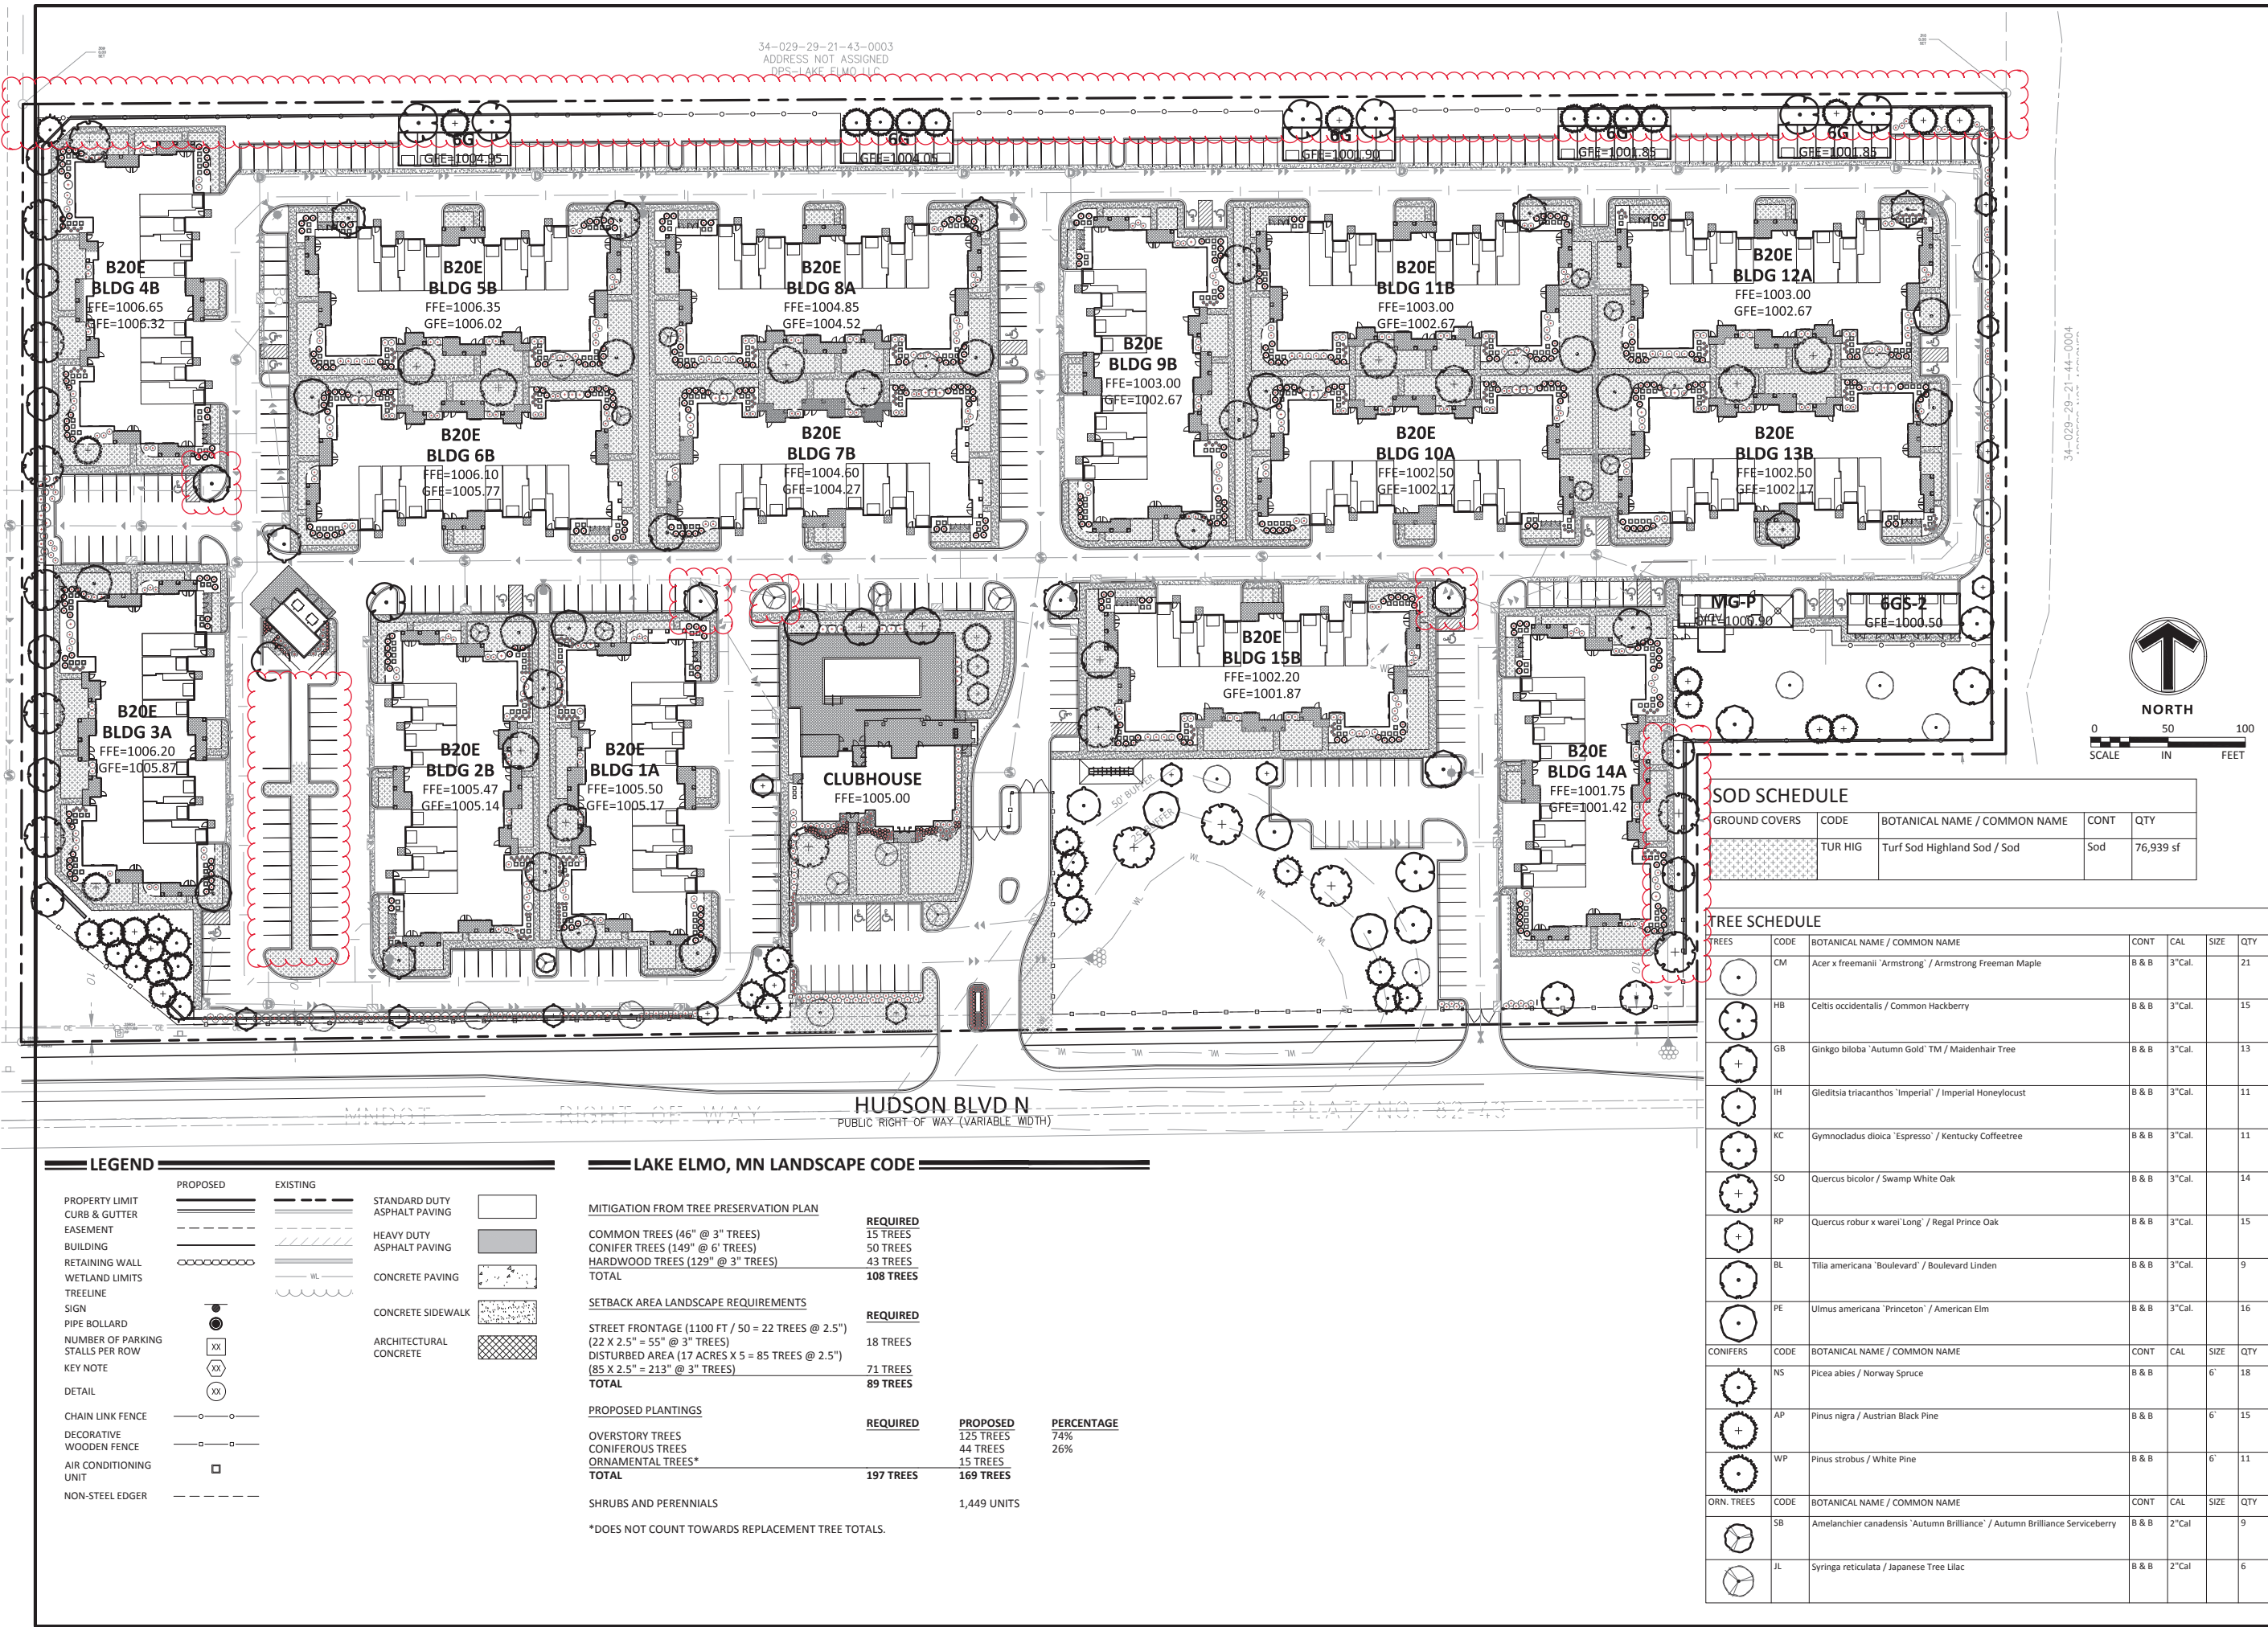 34-029-29-21-43-0003
ADDRESS NOT ASSIGNED
DPS-LAKE ELMO LLC
6G
GFE=1004.95
6G
GFE=1004.05
6G
GFE=1001.90
6G
GFE=1001.85
6G
GFE=1001.85
B20E
BLDG 4B
FFE=1006.65
GFE=1006.32
B20E
BLDG 5B
FFE=1006.35
GFE=1006.02
B20E
BLDG 8A
FFE=1004.85
GFE=1004.52
B20E
BLDG 9B
FFE=1003.00
GFE=1002.67
B20E
BLDG 11B
FFE=1003.00
GFE=1002.67
B20E
BLDG 12A
FFE=1003.00
GFE=1002.67
34-029-29-21-44-0004
B20E
BLDG 6B
FFE=1006.10
GFE=1005.77
B20E
BLDG 7B
FFE=1004.60
GFE=1004.27
B20E
BLDG 10A
FFE=1002.50
GFE=1002.17
B20E
BLDG 13B
FFE=1002.50
GFE=1002.17
B20E
BLDG 3A
FFE=1006.20
GFE=1005.87
B20E
BLDG 2B
FFE=1005.47
GFE=1005.14
B20E
BLDG 1A
FFE=1005.50
GFE=1005.17
CLUBHOUSE
FFE=1005.00
B20E
BLDG 15B
FFE=1002.20
GFE=1001.87
B20E
BLDG 14A
FFE=1001.75
GFE=1001.42
MG-P
GFE=1000.90
6GS-2
GFE=1000.50
50' BUFFER
WL
WL
WL
WL
NORTH
0 50 100
SCALE IN FEET
HUDSON BLVD N
PUBLIC RIGHT OF WAY (VARIABLE WIDTH)
MNDOT RIGHT OF WAY PLAT NO. 82-43
SOD SCHEDULE
GROUND COVERS CODE BOTANICAL NAME / COMMON NAME CONT QTY
TUR HIG Turf Sod Highland Sod / Sod Sod 76,939 sf
TREE SCHEDULE
TREES CODE BOTANICAL NAME / COMMON NAME CONT CAL SIZE QTY
CM Acer x freemanii `Armstrong` / Armstrong Freeman Maple B & B 3"Cal. 21
HB Celtis occidentalis / Common Hackberry B & B 3"Cal. 15
GB Ginkgo biloba `Autumn Gold` TM / Maidenhair Tree B & B 3"Cal. 13
IH Gleditsia triacanthos `Imperial` / Imperial Honeylocust B & B 3"Cal. 11
KC Gymnocladus dioica `Espresso` / Kentucky Coffeetree B & B 3"Cal. 11
SO Quercus bicolor / Swamp White Oak B & B 3"Cal. 14
RP Quercus robur x warei`Long` / Regal Prince Oak B & B 3"Cal. 15
BL Tilia americana `Boulevard` / Boulevard Linden B & B 3"Cal. 9
PE Ulmus americana `Princeton` / American Elm B & B 3"Cal. 16
CONIFERS CODE BOTANICAL NAME / COMMON NAME CONT CAL SIZE QTY
NS Picea abies / Norway Spruce B & B 6` 18
AP Pinus nigra / Austrian Black Pine B & B 6` 15
WP Pinus strobus / White Pine B & B 6` 11
ORN. TREES CODE BOTANICAL NAME / COMMON NAME CONT CAL SIZE QTY
SB Amelanchier canadensis `Autumn Brilliance` / Autumn Brilliance Serviceberry B & B 2"Cal 9
JL Syringa reticulata / Japanese Tree Lilac B & B 2"Cal 6
LEGEND
PROPOSED EXISTING
PROPERTY LIMIT
CURB & GUTTER
EASEMENT
BUILDING
RETAINING WALL
WETLAND LIMITS WL
TREELINE
SIGN
PIPE BOLLARD
NUMBER OF PARKING
STALLS PER ROW XX
KEY NOTE XX
DETAIL XX
CHAIN LINK FENCE
DECORATIVE
WOODEN FENCE
AIR CONDITIONING
UNIT
NON-STEEL EDGER
STANDARD DUTY
ASPHALT PAVING
HEAVY DUTY
ASPHALT PAVING
CONCRETE PAVING
CONCRETE SIDEWALK
ARCHITECTURAL
CONCRETE
LAKE ELMO, MN LANDSCAPE CODE
MITIGATION FROM TREE PRESERVATION PLAN
REQUIRED
COMMON TREES (46" @ 3" TREES) 15 TREES
CONIFER TREES (149" @ 6' TREES) 50 TREES
HARDWOOD TREES (129" @ 3" TREES) 43 TREES
TOTAL 108 TREES
SETBACK AREA LANDSCAPE REQUIREMENTS
REQUIRED
STREET FRONTAGE (1100 FT / 50 = 22 TREES @ 2.5")
(22 X 2.5" = 55" @ 3" TREES) 18 TREES
DISTURBED AREA (17 ACRES X 5 = 85 TREES @ 2.5")
(85 X 2.5" = 213" @ 3" TREES) 71 TREES
TOTAL 89 TREES
PROPOSED PLANTINGS
REQUIRED PROPOSED PERCENTAGE
OVERSTORY TREES 125 TREES 74%
CONIFEROUS TREES 44 TREES 26%
ORNAMENTAL TREES* 15 TREES
TOTAL 197 TREES 169 TREES
SHRUBS AND PERENNIALS 1,449 UNITS
*DOES NOT COUNT TOWARDS REPLACEMENT TREE TOTALS.